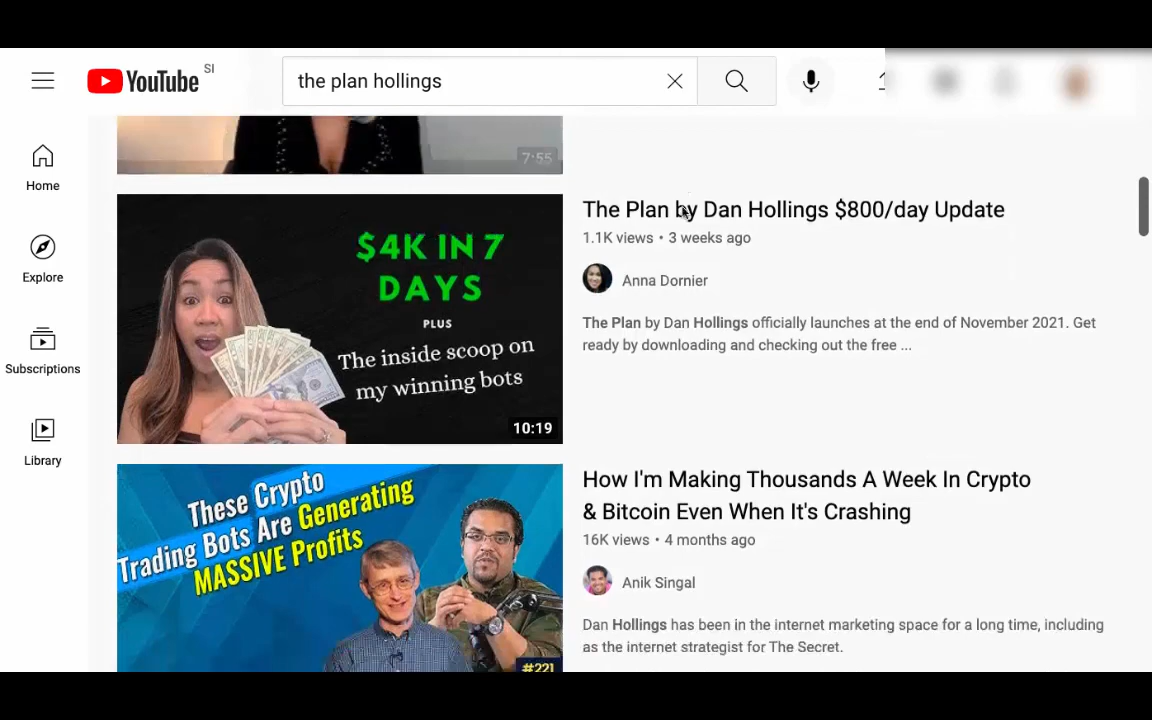 YouTube SI
the plan hollings
Home
Explore
Subscriptions
Library
7:55
$4K IN 7
DAYS
PLUS
The inside scoop on
my winning bots
10:19
The Plan by Dan Hollings $800/day Update
1.1K views • 3 weeks ago
Anna Dornier
The Plan by Dan Hollings officially launches at the end of November 2021. Get
ready by downloading and checking out the free ...
These Crypto
Trading Bots Are Generating
MASSIVE Profits
#221
How I'm Making Thousands A Week In Crypto
& Bitcoin Even When It's Crashing
16K views • 4 months ago
Anik Singal
Dan Hollings has been in the internet marketing space for a long time, including
as the internet strategist for The Secret.